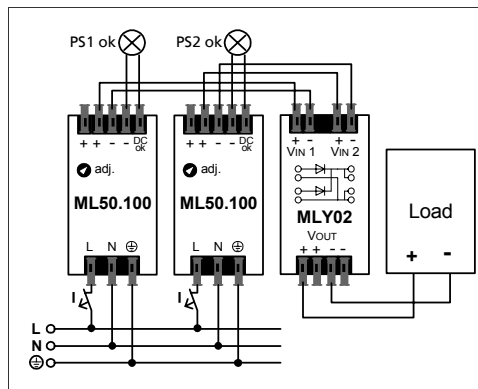 PS1 ok PS2 ok
+ + - - DC ok
+ + - - DC ok
+ - + -
VIN 1 VIN 2
adj.
adj.
ML50.100
ML50.100
MLY02
Load
L N
L N
VOUT
+ + - -
+ -
I
I
L
N